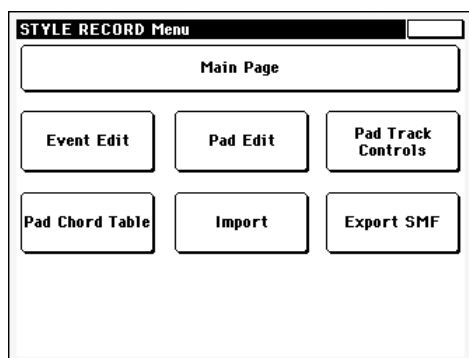 STYLE RECORD Menu
Main Page
Event Edit
Pad Edit
Pad Track
Controls
Pad Chord Table
Import
Export SMF